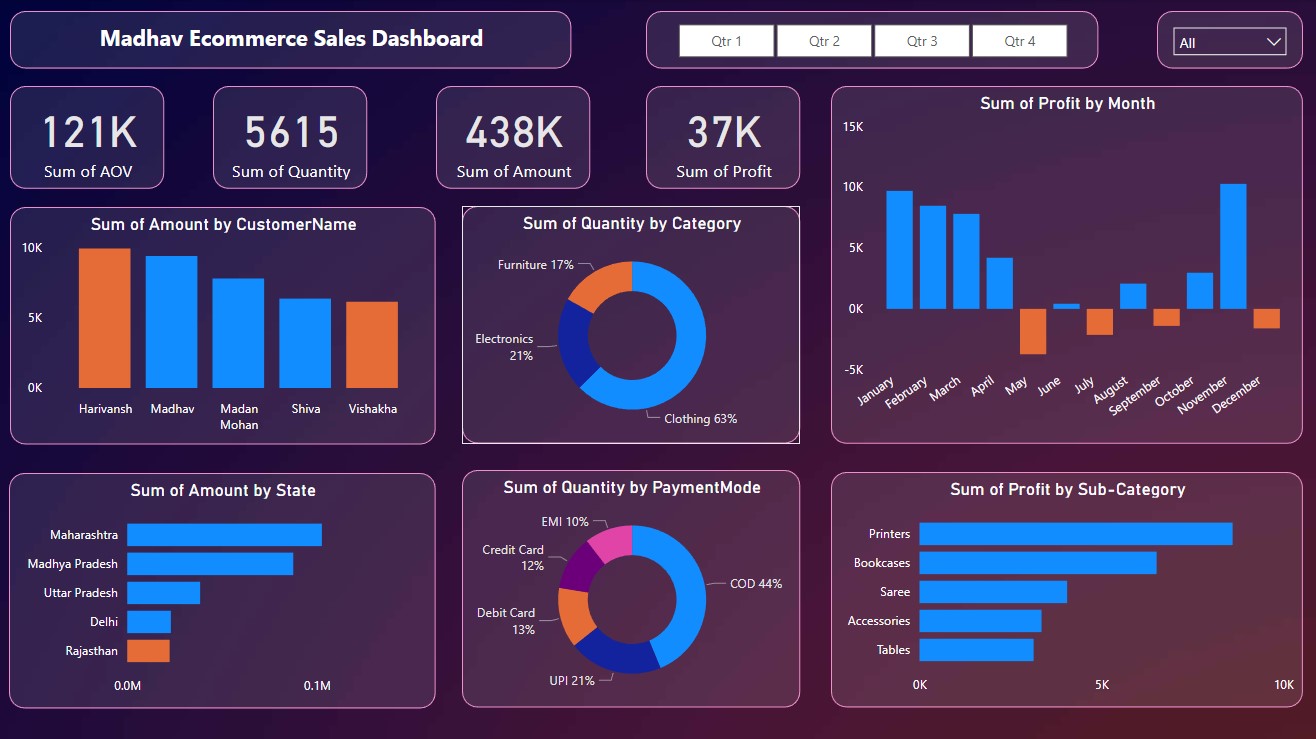 Madhav Ecommerce Sales Dashboard
Qtr 1
Qtr 2
Qtr 3
Qtr 4
All
121K
Sum of AOV
5615
Sum of Quantity
438K
Sum of Amount
37K
Sum of Profit
Sum of Profit by Month
15K
10K
5K
0K
-5K
January
February
March
April
May
June
July
August
September
October
November
December
Sum of Amount by CustomerName
10K
5K
0K
Harivansh
Madhav
Madan
Mohan
Shiva
Vishakha
Sum of Quantity by Category
Furniture 17%
Electronics
21%
Clothing 63%
Sum of Amount by State
Maharashtra
Madhya Pradesh
Uttar Pradesh
Delhi
Rajasthan
0.0M
0.1M
Sum of Quantity by PaymentMode
EMI 10%
Credit Card
12%
COD 44%
Debit Card
13%
UPI 21%
Sum of Profit by Sub-Category
Printers
Bookcases
Saree
Accessories
Tables
0K
5K
10K